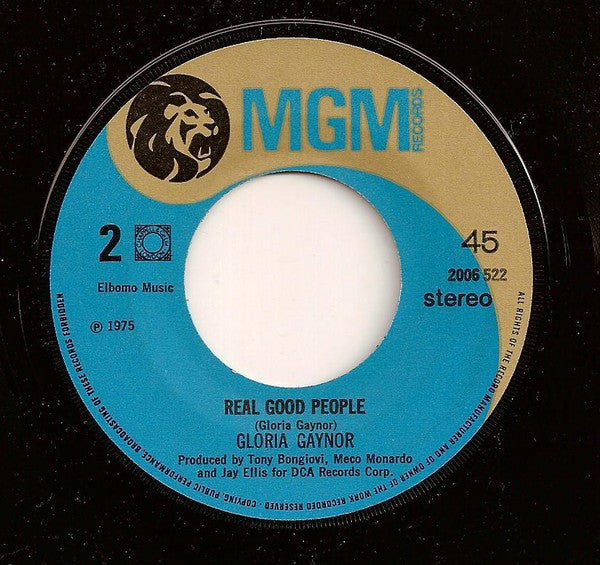 MGM
RECORDS
2
45
2006 522
stereo
Elbomo Music
℗ 1975
REAL GOOD PEOPLE
(Gloria Gaynor)
GLORIA GAYNOR
Produced by Tony Bongiovi, Meco Monardo
and Jay Ellis for DCA Records Corp.
ALL RIGHTS OF THE RECORD MANUFACTURER AND OF THE OWNER OF THE WORK RECORDED RESERVED - COPYING, PUBLIC PERFORMANCE, BROADCASTING OF THESE RECORDS FORBIDDEN